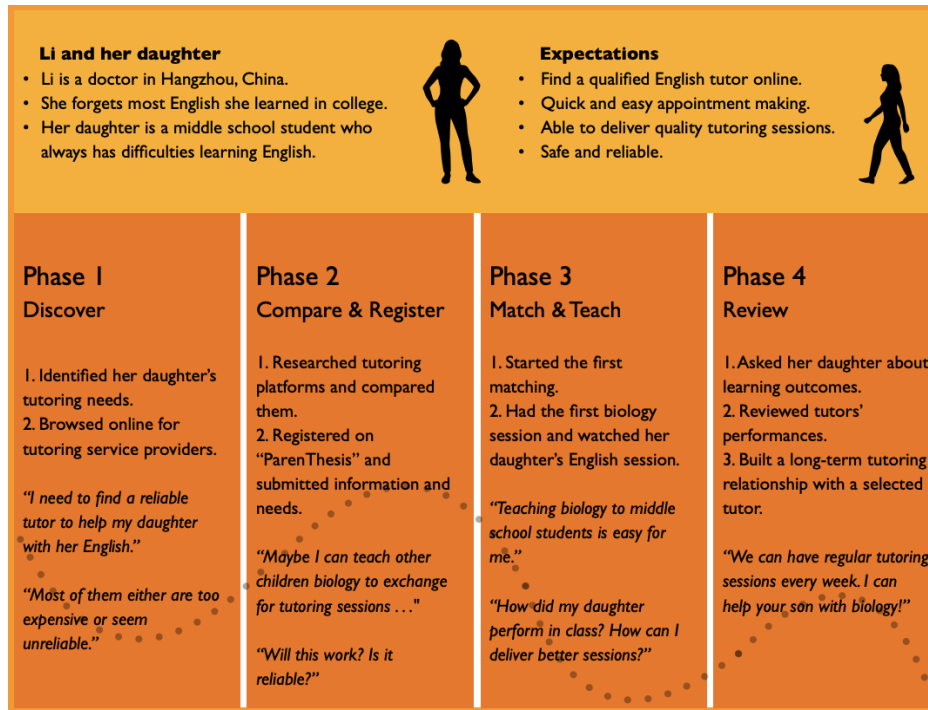 Li and her daughter
• Li is a doctor in Hangzhou, China.
• She forgets most English she learned in college.
• Her daughter is a middle school student who
always has difficulties learning English.
Expectations
• Find a qualified English tutor online.
• Quick and easy appointment making.
• Able to deliver quality tutoring sessions.
• Safe and reliable.
Phase 1
Discover
1. Identified her daughter’s
tutoring needs.
2. Browsed online for
tutoring service providers.
“I need to find a reliable
tutor to help my daughter
with her English.”
“Most of them either are too
expensive or seem
unreliable.”
Phase 2
Compare & Register
1. Researched tutoring
platforms and compared
them.
2. Registered on
“ParenThesis” and
submitted information and
needs.
“Maybe I can teach other
children biology to exchange
for tutoring sessions . . ."
“Will this work? Is it
reliable?”
Phase 3
Match & Teach
1. Started the first
matching.
2. Had the first biology
session and watched her
daughter’s English session.
“Teaching biology to middle
school students is easy for
me.”
“How did my daughter
perform in class? How can I
deliver better sessions?”
Phase 4
Review
1. Asked her daughter about
learning outcomes.
2. Reviewed tutors’
performances.
3. Built a long-term tutoring
relationship with a selected
tutor.
“We can have regular tutoring
sessions every week. I can
help your son with biology!”